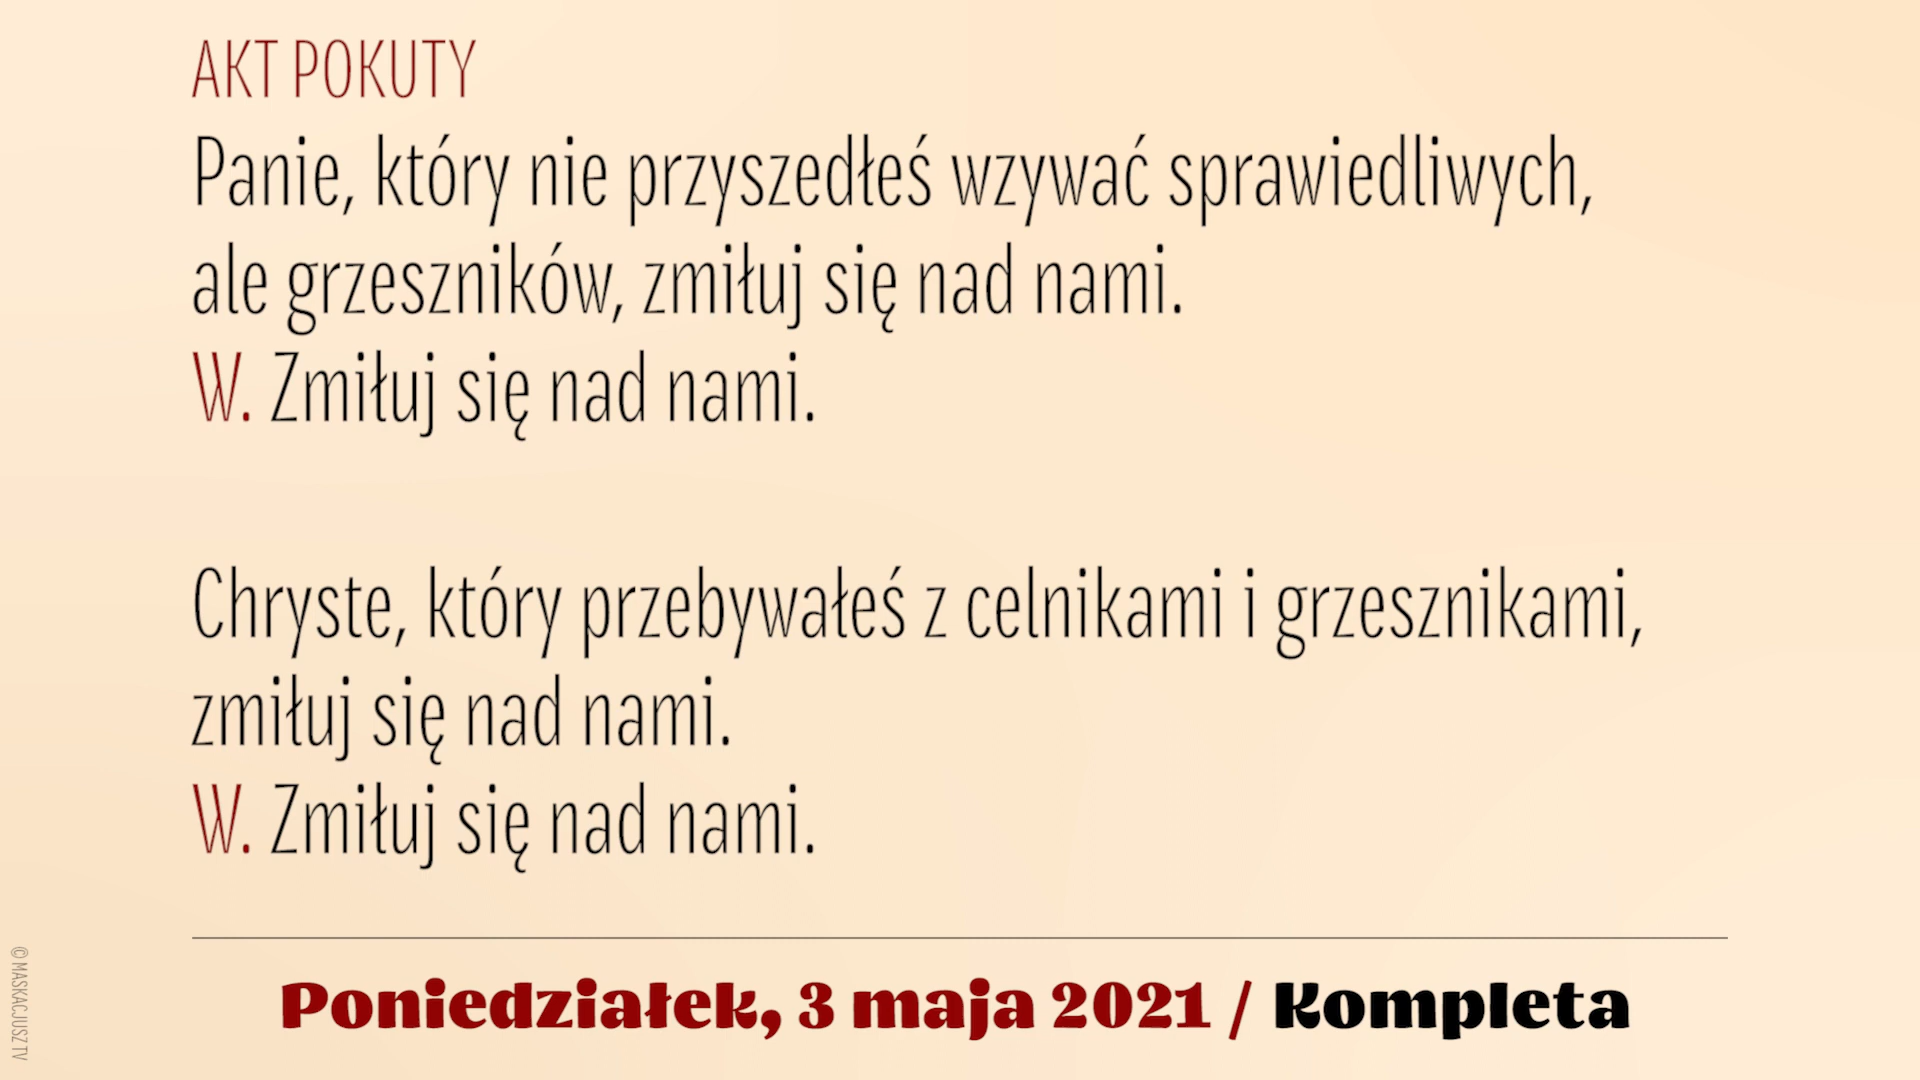 AKT POKUTY
Panie, który nie przyszedłeś wzywać sprawiedliwych,
ale grzeszników, zmiłuj się nad nami.
W. Zmiłuj się nad nami.
Chryste, który przebywałeś z celnikami i grzesznikami,
zmiłuj się nad nami.
W. Zmiłuj się nad nami.
Poniedziałek, 3 maja 2021 / Kompleta
© MASKACJUSZ TV